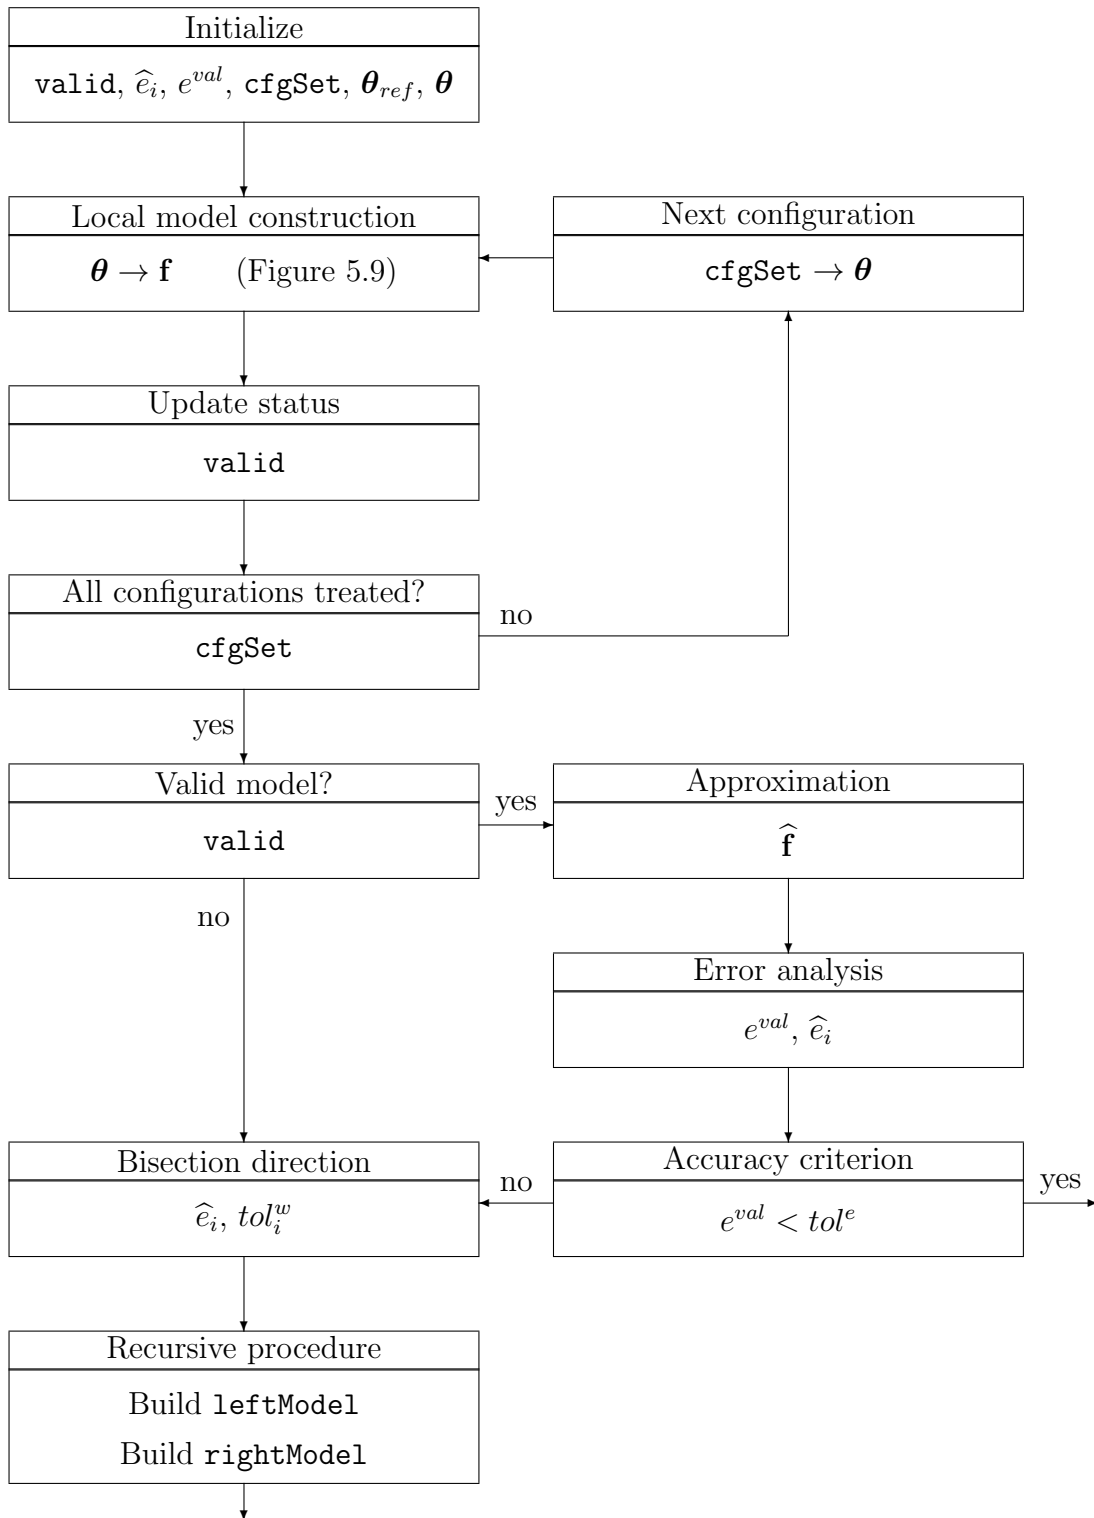 Initialize
valid, ê_i, e^{val}, cfgSet, θ_{ref}, θ
Local model construction
θ → f (Figure 5.9)
Next configuration
cfgSet → θ
Update status
valid
All configurations treated?
cfgSet
no
yes
Valid model?
valid
yes
Approximation
f̂
no
Error analysis
e^{val}, ê_i
Bisection direction
ê_i, tol_i^w
no
Accuracy criterion
e^{val} < tol^e
yes
Recursive procedure
Build leftModel
Build rightModel